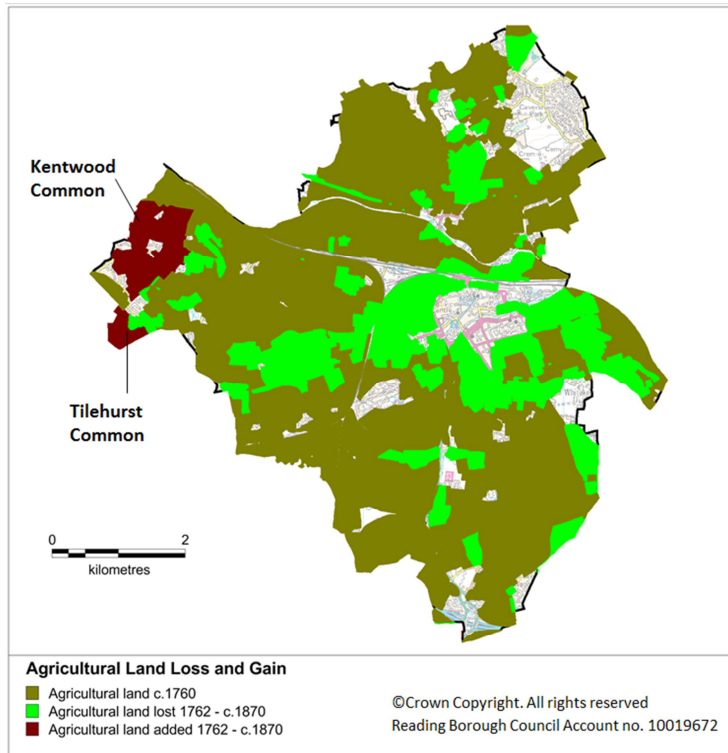 Kentwood
Common
Tilehurst
Common
0 2
kilometres
Agricultural Land Loss and Gain
Agricultural land c.1760
Agricultural land lost 1762 - c.1870
Agricultural land added 1762 - c.1870
©Crown Copyright. All rights reserved
Reading Borough Council Account no. 10019672